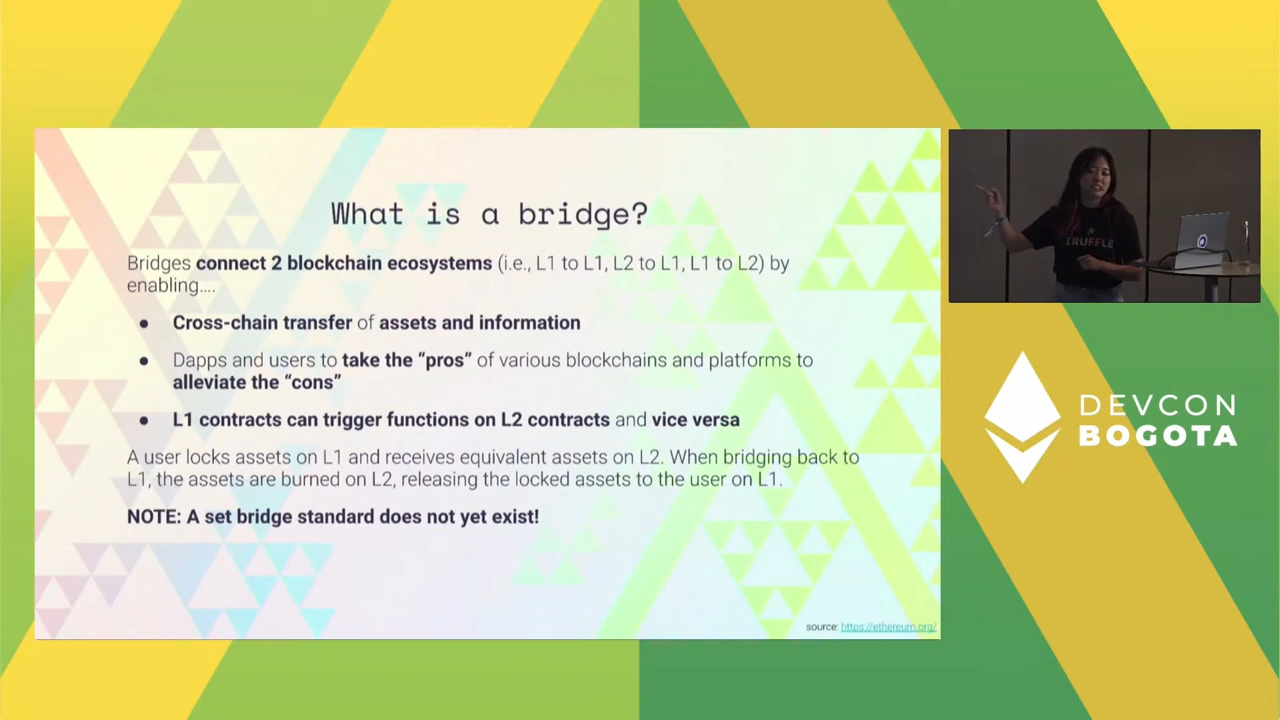 What is a bridge?
Bridges connect 2 blockchain ecosystems (i.e., L1 to L1, L2 to L1, L1 to L2) by
enabling....
● Cross-chain transfer of assets and information
● Dapps and users to take the “pros” of various blockchains and platforms to
alleviate the “cons”
● L1 contracts can trigger functions on L2 contracts and vice versa
A user locks assets on L1 and receives equivalent assets on L2. When bridging back to
L1, the assets are burned on L2, releasing the locked assets to the user on L1.
NOTE: A set bridge standard does not yet exist!
source: https://ethereum.org/
TRUFFLE
DEVCON
BOGOTA